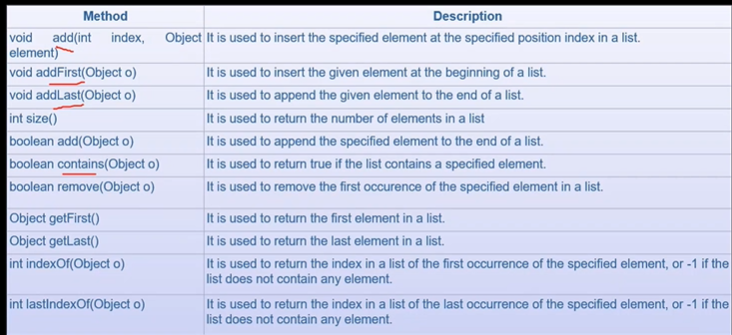 Method Description
void add(int index, Object It is used to insert the specified element at the specified position index in a list.
element)
void addFirst(Object o) It is used to insert the given element at the beginning of a list.
void addLast(Object o) It is used to append the given element to the end of a list.
int size() It is used to return the number of elements in a list
boolean add(Object o) It is used to append the specified element to the end of a list.
boolean contains(Object o) It is used to return true if the list contains a specified element.
boolean remove(Object o) It is used to remove the first occurence of the specified element in a list.
Object getFirst() It is used to return the first element in a list.
Object getLast() It is used to return the last element in a list.
int indexOf(Object o) It is used to return the index in a list of the first occurrence of the specified element, or -1 if the
list does not contain any element.
int lastIndexOf(Object o) It is used to return the index in a list of the last occurrence of the specified element, or -1 if the
list does not contain any element.